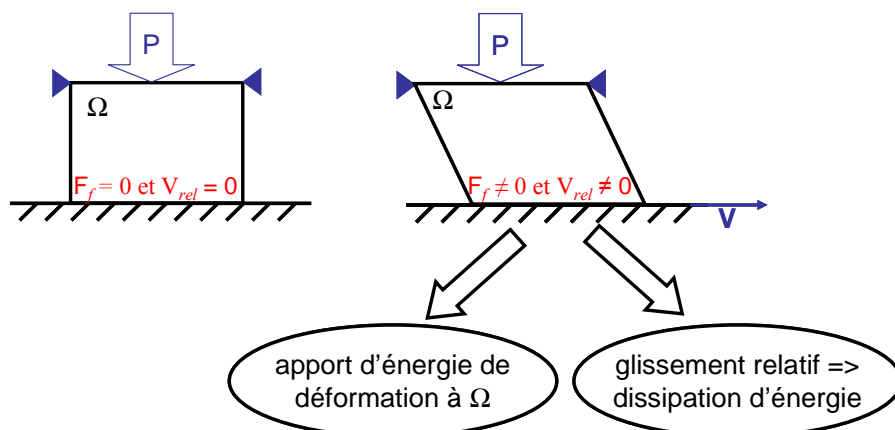 P
Ω
F_f = 0 et V_rel = 0
P
Ω
F_f ≠ 0 et V_rel ≠ 0
V
apport d’énergie de
déformation à Ω
glissement relatif =>
dissipation d’énergie